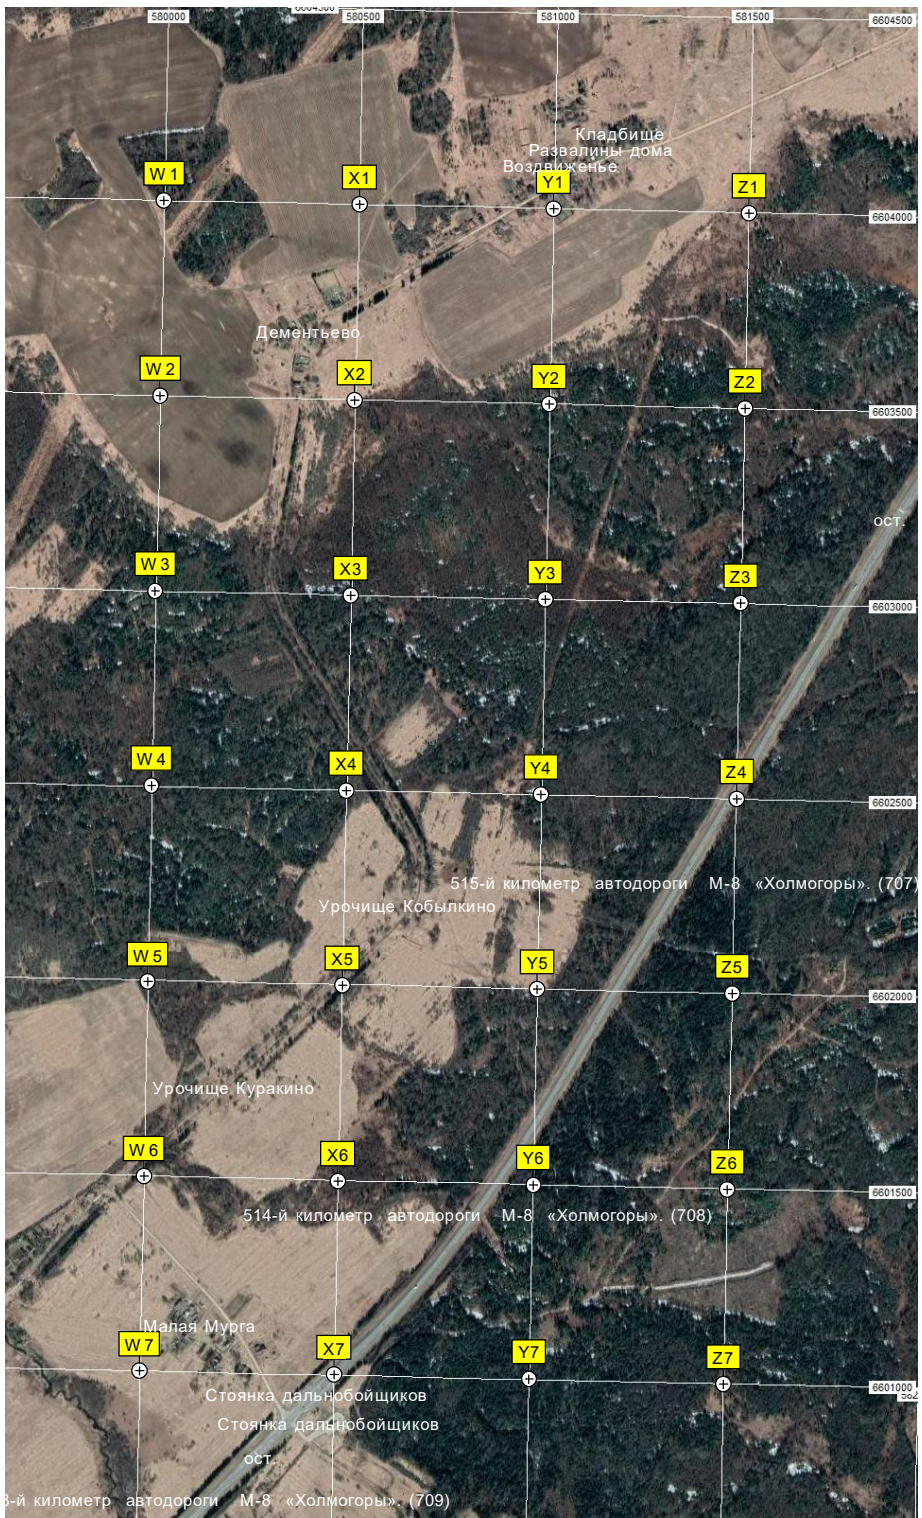 6604500
580000 580500 581000 581500 6604500
Кладбище
Развалины дома
Воздвиженье
W 1 X1 Y1 Z1
6604000
Дементьево
W 2 X2 Y2 Z2
6603500
ост.
W 3 X3 Y3 Z3
6603000
W 4 X4 Y4 Z4
6602500
515-й километр автодороги М-8 «Холмогоры». (707)
Урочище Кобылкино
W 5 X5 Y5 Z5
6602000
Урочище Куракино
W 6 X6 Y6 Z6
6601500
514-й километр автодороги М-8 «Холмогоры». (708)
Малая Мурга
W 7 X7 Y7 Z7
6601000
Стоянка дальнобойщиков
Стоянка дальнобойщиков
ост.
3-й километр автодороги М-8 «Холмогоры». (709)